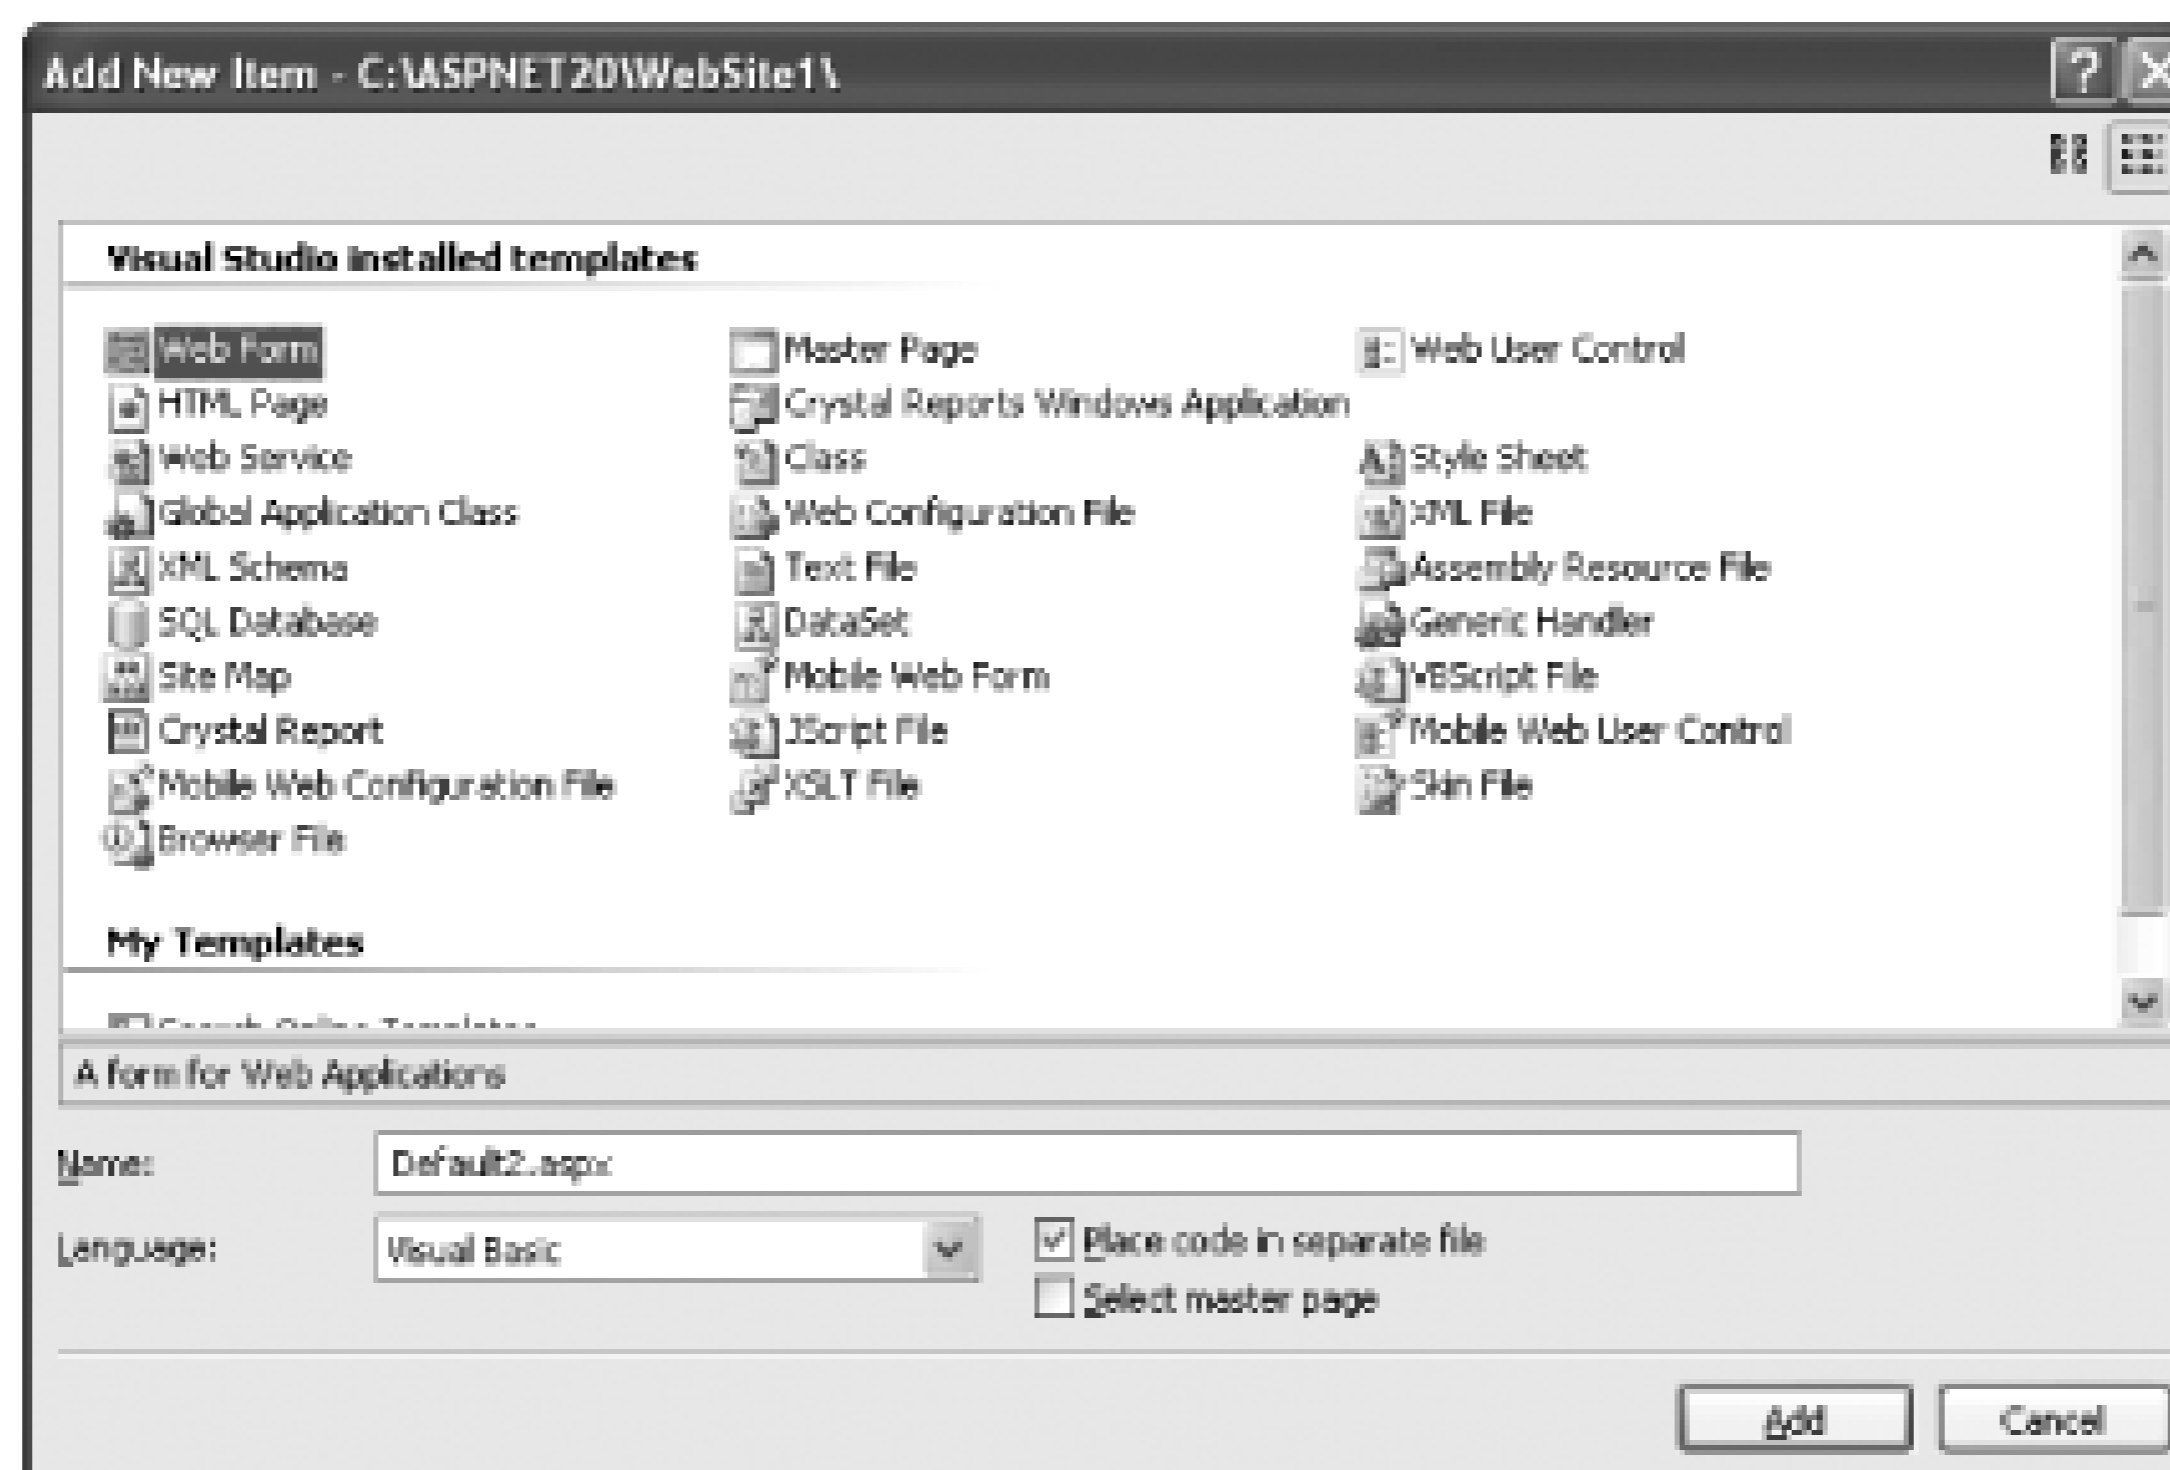 Add New Item - C:\ASPNET20\WebSite1\
Visual Studio installed templates
Web Form Master Page Web User Control
HTML Page Crystal Reports Windows Application
Web Service Class Style Sheet
Global Application Class Web Configuration File XML File
XML Schema Text File Assembly Resource File
SQL Database DataSet Generic Handler
Site Map Mobile Web Form VBScript File
Crystal Report JScript File Mobile Web User Control
Mobile Web Configuration File XSLT File Skin File
Browser File
My Templates
Search Online Templates
A form for Web Applications
Name: Default2.aspx
Language: Visual Basic Place code in separate file
Select master page
Add Cancel